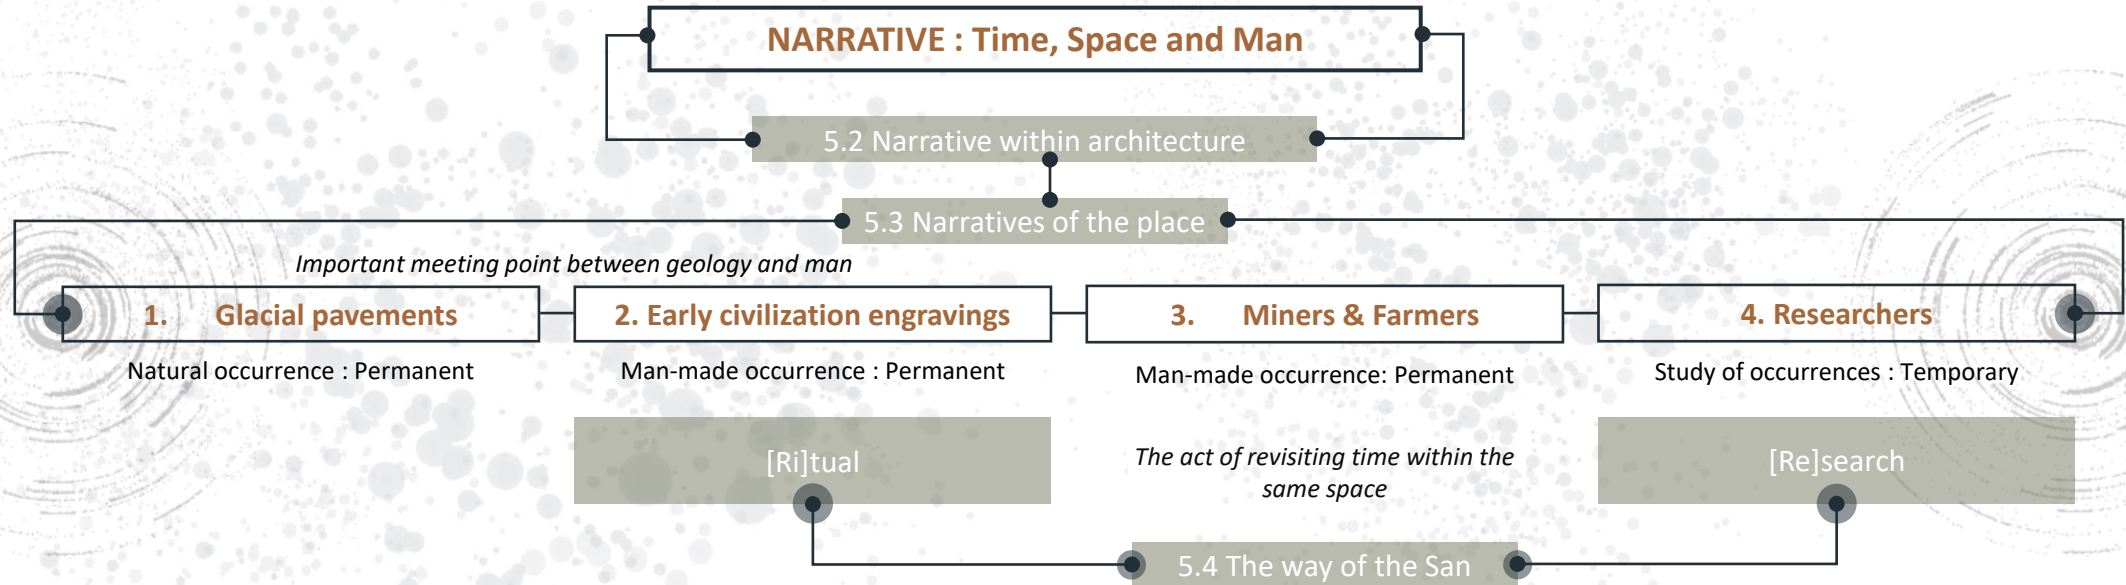 NARRATIVE : Time, Space and Man
5.2 Narrative within architecture
5.3 Narratives of the place
Important meeting point between geology and man
1. Glacial pavements
2. Early civilization engravings
3. Miners & Farmers
4. Researchers
Natural occurrence : Permanent
Man-made occurrence : Permanent
Man-made occurrence: Permanent
Study of occurrences : Temporary
[Ri]tual
The act of revisiting time within the
same space
[Re]search
5.4 The way of the San